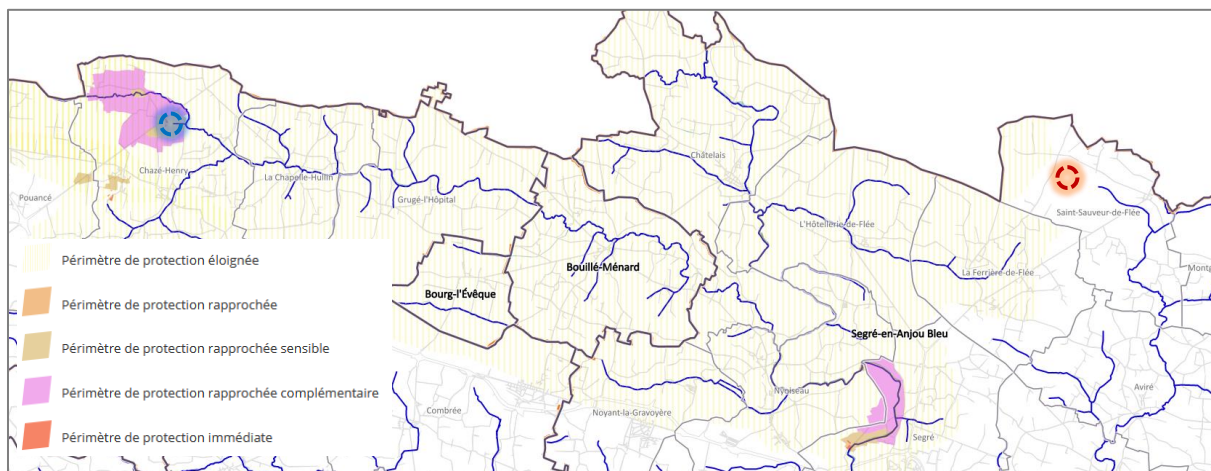 Châtelais
Chazé-Henry
La Chapelle-Hullin
Pouancé
Grugé-l'Hôpital
Saint-Sauveur-de-Flée
L'Hôtellerie-de-Flée
Bouillé-Ménard
La Ferrière-de-Flée
Montg
Bourg-l'Évêque
Segré-en-Anjou Bleu
Nyoiseau
Aviré
Combrée
Noyant-la-Gravoyère
Segré
Périmètre de protection éloignée
Périmètre de protection rapprochée
Périmètre de protection rapprochée sensible
Périmètre de protection rapprochée complémentaire
Périmètre de protection immédiate